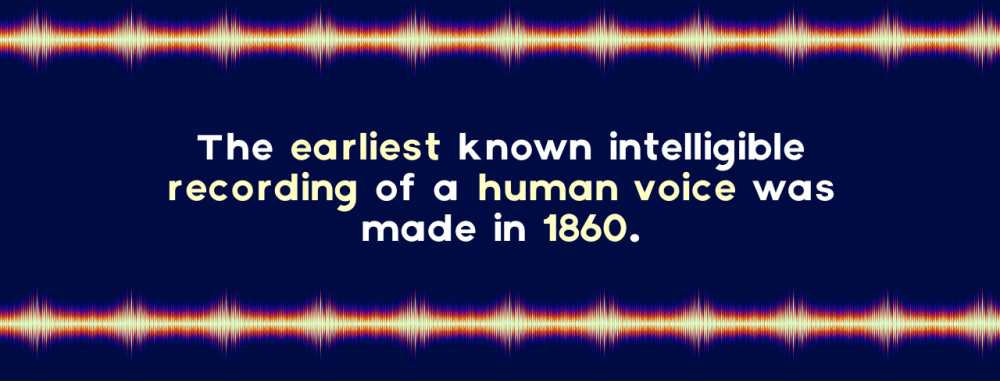 The earliest known intelligible
recording of a human voice was
made in 1860.